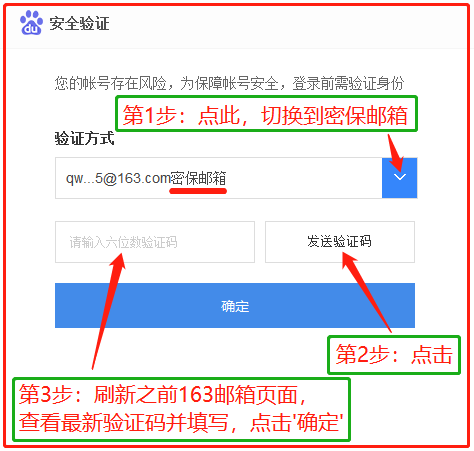 du 安全验证
您的帐号存在风险，为保障帐号安全，登录前需验证身份
第1步：点此，切换到密保邮箱
验证方式
qw...5@163.com密保邮箱
请输入六位数验证码 发送验证码
确定
第2步：点击
第3步：刷新之前163邮箱页面，
查看最新验证码并填写，点击'确定'